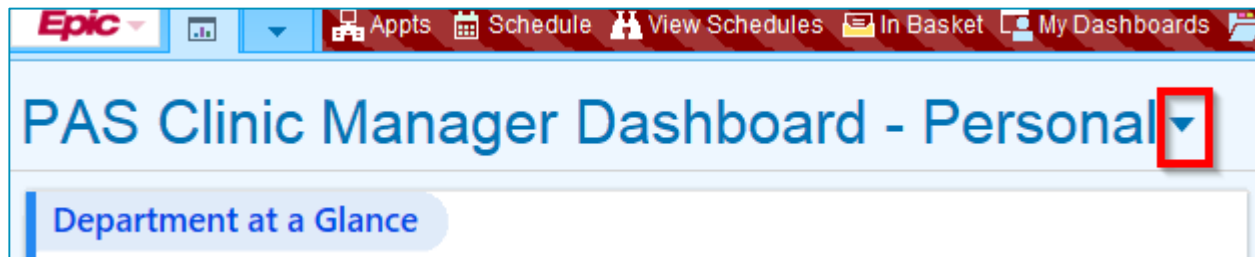 Epic Appts Schedule View Schedules In Basket My Dashboards
PAS Clinic Manager Dashboard - Personal
Department at a Glance